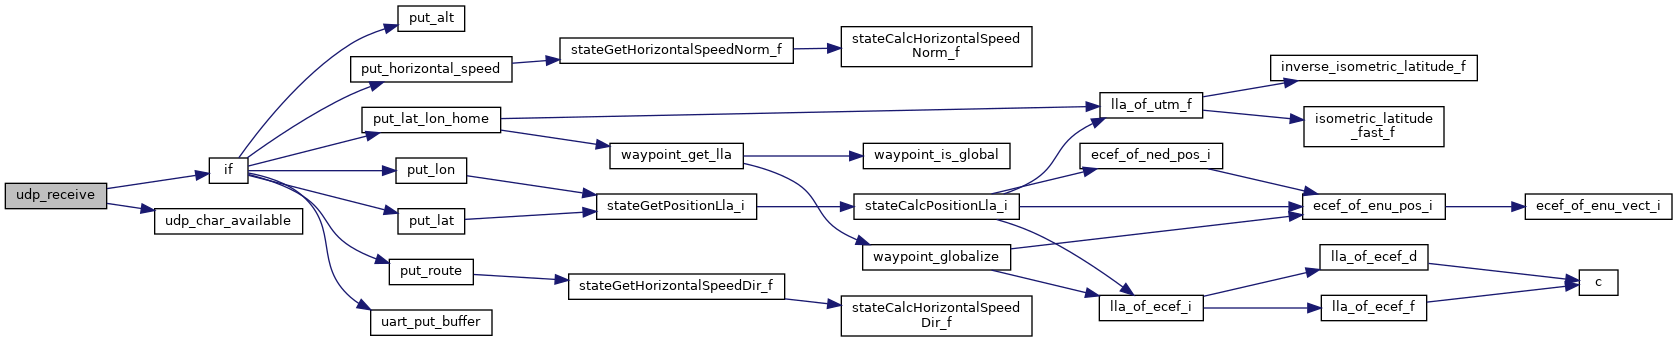 udp_receive
if
udp_char_available
put_alt
put_horizontal_speed
put_lat_lon_home
put_lon
put_lat
put_route
uart_put_buffer
stateGetHorizontalSpeedNorm_f
waypoint_get_lla
stateGetPositionLla_i
stateGetHorizontalSpeedDir_f
stateCalcHorizontalSpeed
Norm_f
waypoint_is_global
stateCalcPositionLla_i
waypoint_globalize
stateCalcHorizontalSpeed
Dir_f
lla_of_utm_f
ecef_of_ned_pos_i
lla_of_ecef_i
inverse_isometric_latitude_f
isometric_latitude
_fast_f
ecef_of_enu_pos_i
lla_of_ecef_d
lla_of_ecef_f
ecef_of_enu_vect_i
c